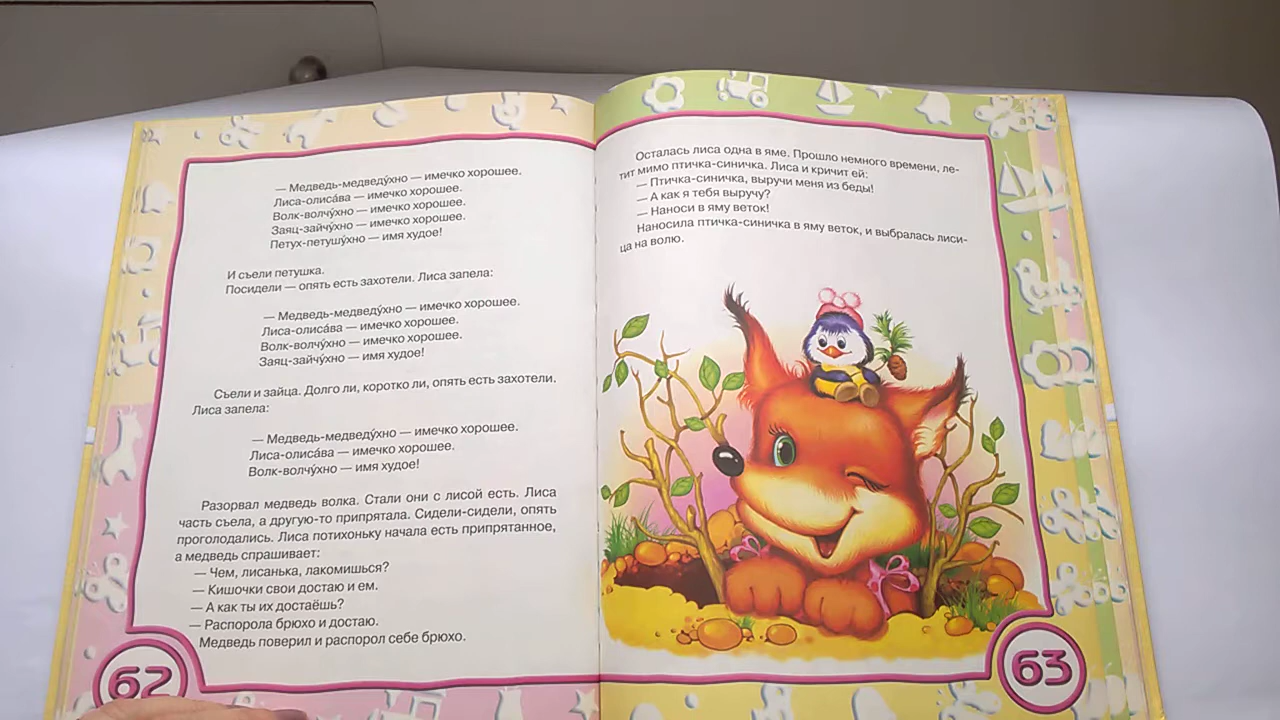 — Медведь-медведу́хно — имечко хорошее.
Лиса-олиса́ва — имечко хорошее.
Волк-волчу́хно — имечко хорошее.
Заяц-зайчу́хно — имечко хорошее.
Петух-петушу́хно — имя худое!
И съели петушка.
Посидели — опять есть захотели. Лиса запела:
— Медведь-медведу́хно — имечко хорошее.
Лиса-олиса́ва — имечко хорошее.
Волк-волчу́хно — имечко хорошее.
Заяц-зайчу́хно — имя худое!
Съели и зайца. Долго ли, коротко ли, опять есть захотели.
Лиса запела:
— Медведь-медведу́хно — имечко хорошее.
Лиса-олиса́ва — имечко хорошее.
Волк-волчу́хно — имя худое!
Разорвал медведь волка. Стали они с лисой есть. Лиса
часть съела, а другую-то припрятала. Сидели-сидели, опять
проголодались. Лиса потихоньку начала есть припрятанное,
а медведь спрашивает:
— Чем, лисанька, лакомишься?
— Кишочки свои достаю и ем.
— А как ты их достаёшь?
— Распорола брюхо и достаю.
Медведь поверил и распорол себе брюхо.
62
Осталась лиса одна в яме. Прошло немного времени, ле-
тит мимо птичка-синичка. Лиса и кричит ей:
— Птичка-синичка, выручи меня из беды!
— А как я тебя выручу?
— Наноси в яму веток!
Наносила птичка-синичка в яму веток, и выбралась лиси-
ца на волю.
63